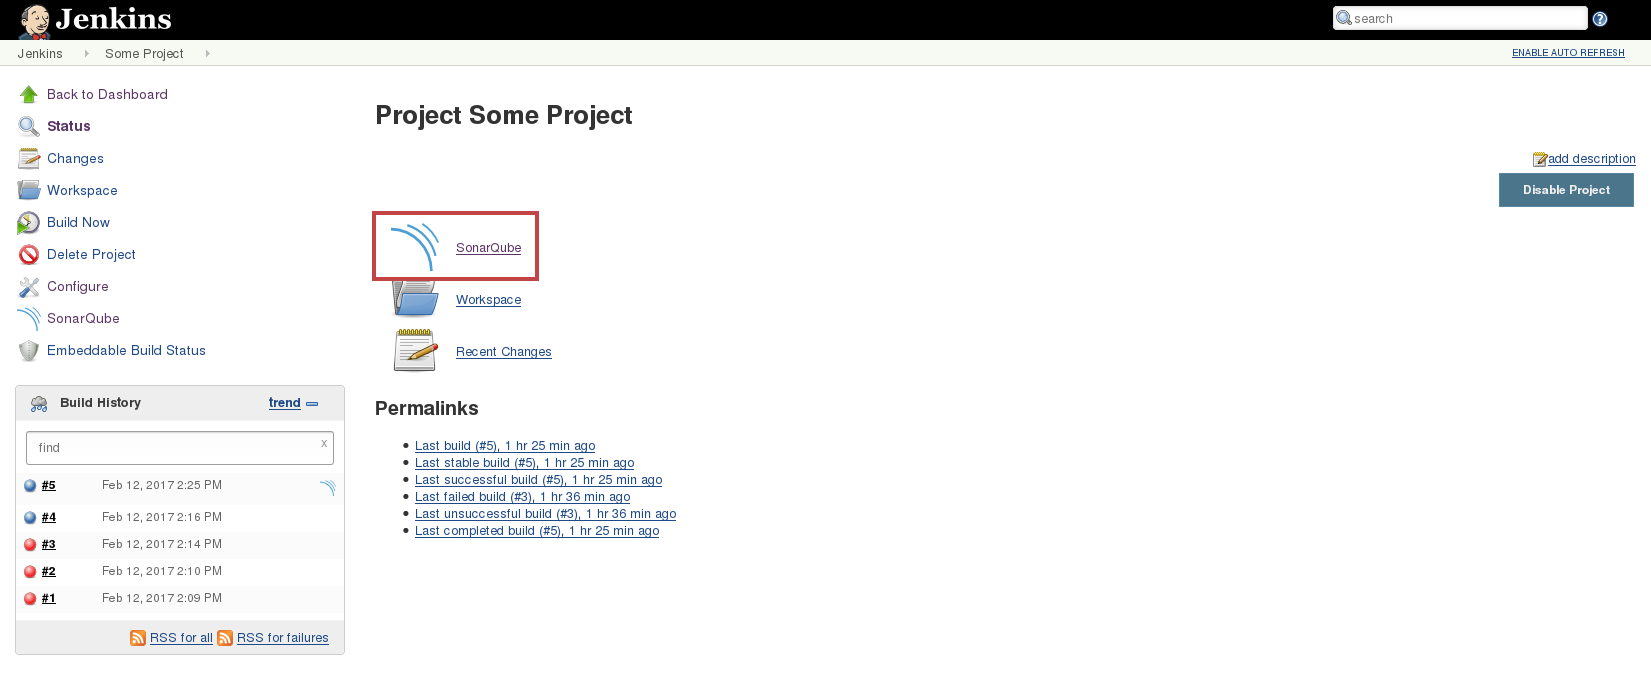 Jenkins
search
Jenkins Some Project
ENABLE AUTO REFRESH
Back to Dashboard
Status
Changes
Workspace
Build Now
Delete Project
Configure
SonarQube
Embeddable Build Status
Build History trend
find x
#5 Feb 12, 2017 2:25 PM
#4 Feb 12, 2017 2:16 PM
#3 Feb 12, 2017 2:14 PM
#2 Feb 12, 2017 2:10 PM
#1 Feb 12, 2017 2:09 PM
RSS for all RSS for failures
Project Some Project
add description
Disable Project
SonarQube
Workspace
Recent Changes
Permalinks
Last build (#5), 1 hr 25 min ago
Last stable build (#5), 1 hr 25 min ago
Last successful build (#5), 1 hr 25 min ago
Last failed build (#3), 1 hr 36 min ago
Last unsuccessful build (#3), 1 hr 36 min ago
Last completed build (#5), 1 hr 25 min ago